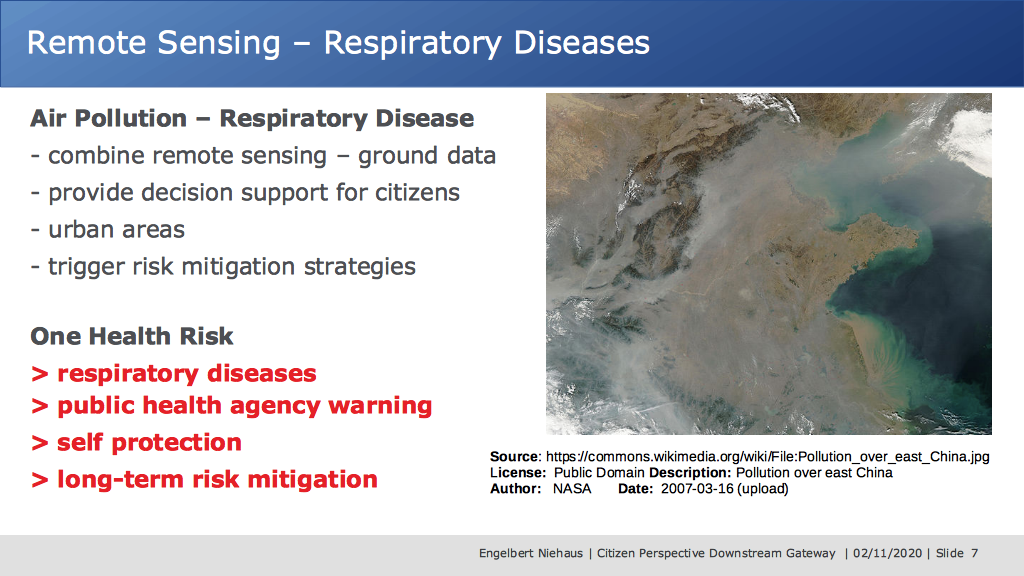 Remote Sensing – Respiratory Diseases
Air Pollution – Respiratory Disease
- combine remote sensing – ground data
- provide decision support for citizens
- urban areas
- trigger risk mitigation strategies
One Health Risk
> respiratory diseases
> public health agency warning
> self protection
> long-term risk mitigation
Source: https://commons.wikimedia.org/wiki/File:Pollution_over_east_China.jpg
License: Public Domain Description: Pollution over east China
Author: NASA Date: 2007-03-16 (upload)
Engelbert Niehaus | Citizen Perspective Downstream Gateway | 02/11/2020 | Slide 7